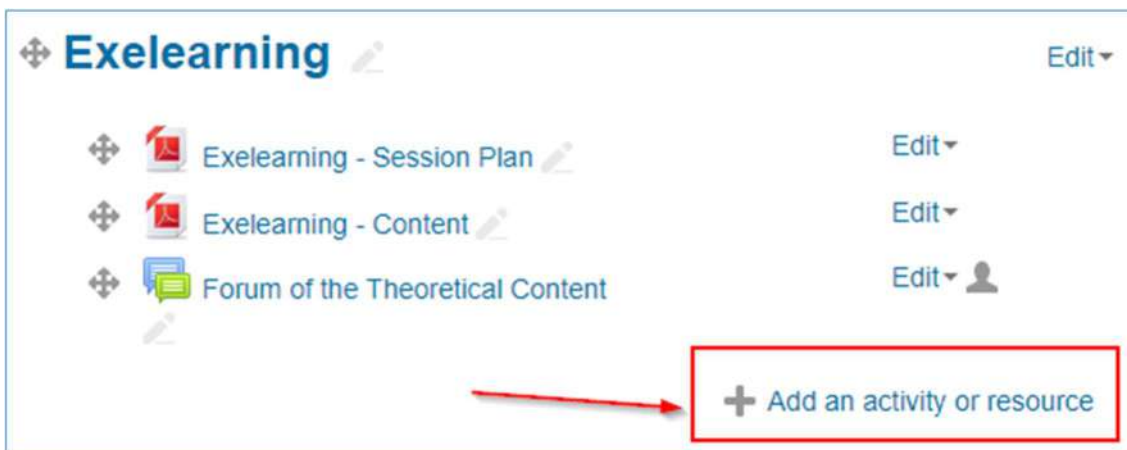 Exelearning Edit
Exelearning - Session Plan Edit
Exelearning - Content Edit
Forum of the Theoretical Content Edit
Add an activity or resource